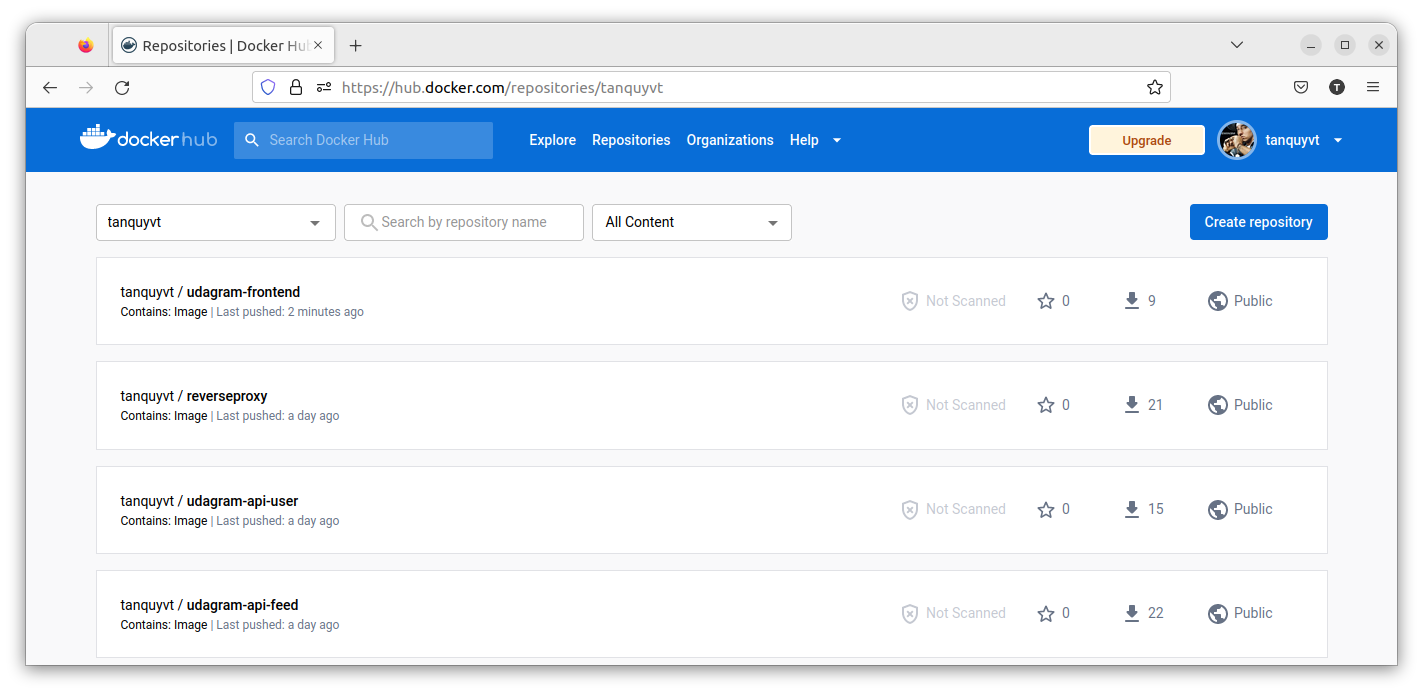 Repositories | Docker Hub
https://hub.docker.com/repositories/tanquyvt
T
docker hub Search Docker Hub Explore Repositories Organizations Help Upgrade tanquyvt
tanquyvt Search by repository name All Content Create repository
tanquyvt / udagram-frontend
Contains: Image | Last pushed: 2 minutes ago
Not Scanned 0 9 Public
tanquyvt / reverseproxy
Contains: Image | Last pushed: a day ago
Not Scanned 0 21 Public
tanquyvt / udagram-api-user
Contains: Image | Last pushed: a day ago
Not Scanned 0 15 Public
tanquyvt / udagram-api-feed
Contains: Image | Last pushed: a day ago
Not Scanned 0 22 Public